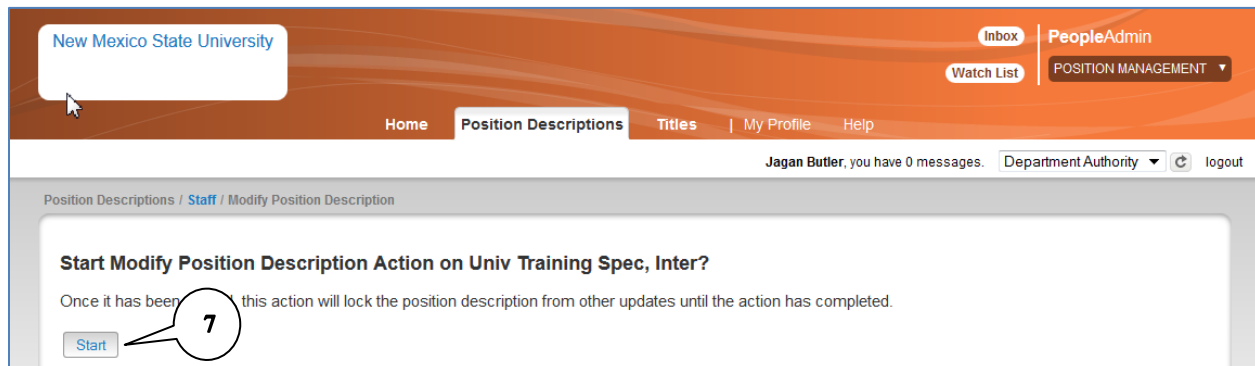 New Mexico State University
Inbox
PeopleAdmin
Watch List
POSITION MANAGEMENT
Home Position Descriptions Titles | My Profile Help
Jagan Butler, you have 0 messages. Department Authority logout
Position Descriptions / Staff / Modify Position Description
Start Modify Position Description Action on Univ Training Spec, Inter?
Once it has been , this action will lock the position description from other updates until the action has completed.
7
Start